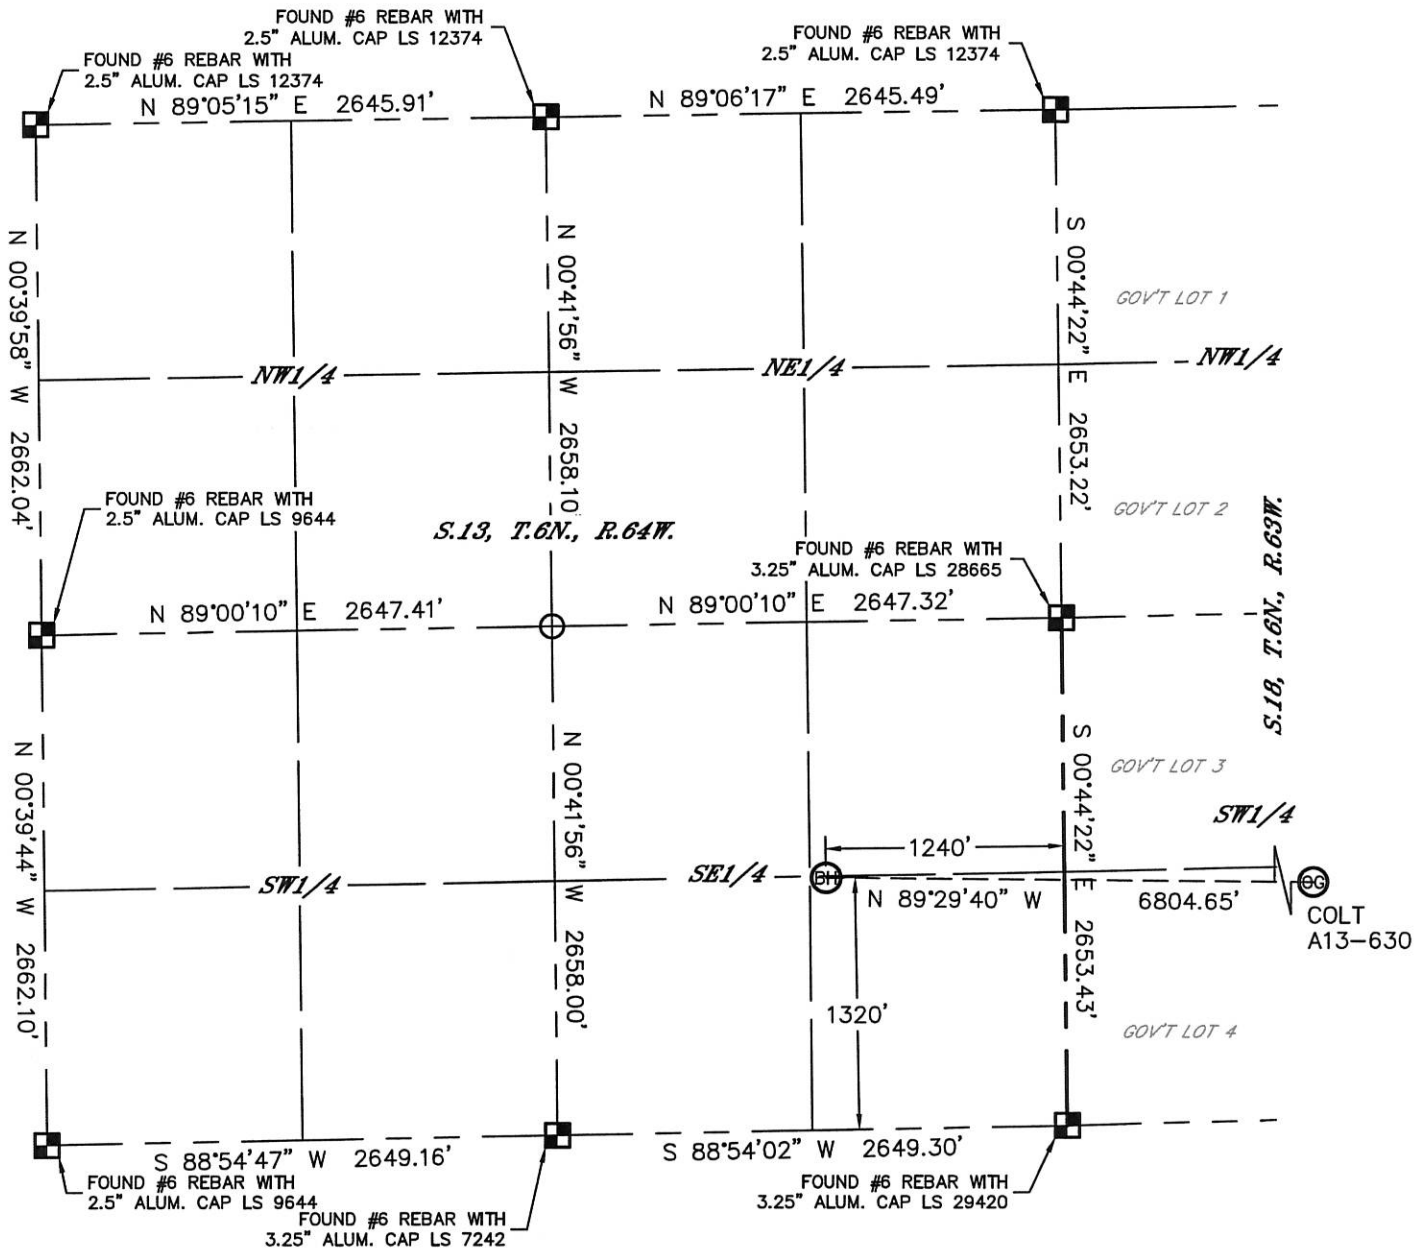 FOUND #6 REBAR WITH
2.5" ALUM. CAP LS 12374
FOUND #6 REBAR WITH
2.5" ALUM. CAP LS 12374
FOUND #6 REBAR WITH
2.5" ALUM. CAP LS 12374
N 89°05'15" E 2645.91'
N 89°06'17" E 2645.49'
N 00°39'58" W 2662.04'
N 00°41'56" W 2658.10'
S 00°44'22" E 2653.22'
GOV'T LOT 1
NW1/4
NE1/4
NW1/4
FOUND #6 REBAR WITH
2.5" ALUM. CAP LS 9644
S.13, T.6N., R.64W.
GOV'T LOT 2
S.18, T.6N., R.63W.
FOUND #6 REBAR WITH
3.25" ALUM. CAP LS 28665
N 89°00'10" E 2647.41'
N 89°00'10" E 2647.32'
N 00°39'44" W 2662.10'
N 00°41'56" W 2658.00'
S 00°44'22" E 2653.43'
GOV'T LOT 3
SW1/4
1240'
SW1/4
SE1/4
BH
OG
N 89°29'40" W 6804.65'
COLT
A13-630
1320'
GOV'T LOT 4
S 88°54'47" W 2649.16'
S 88°54'02" W 2649.30'
FOUND #6 REBAR WITH
2.5" ALUM. CAP LS 9644
FOUND #6 REBAR WITH
3.25" ALUM. CAP LS 7242
FOUND #6 REBAR WITH
3.25" ALUM. CAP LS 29420